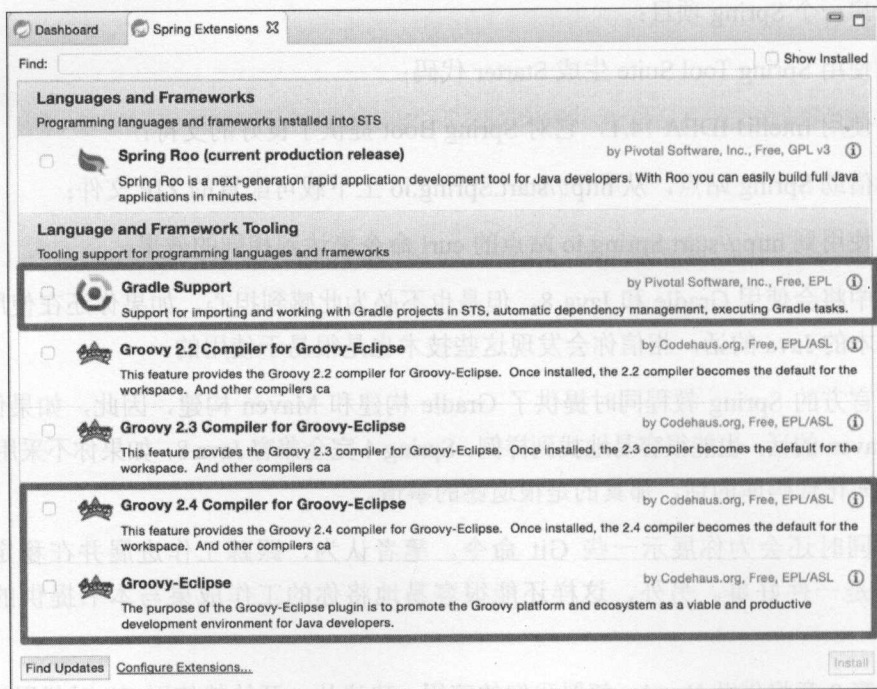 Dashboard
Spring Extensions
Find:
Show Installed
Languages and Frameworks
Programming languages and frameworks installed into STS
Spring Roo (current production release)
by Pivotal Software, Inc., Free, GPL v3
Spring Roo is a next-generation rapid application development tool for Java developers. With Roo you can easily build full Java
applications in minutes.
Language and Framework Tooling
Tooling support for programming languages and frameworks
Gradle Support
by Pivotal Software, Inc., Free, EPL
Support for importing and working with Gradle projects in STS, automatic dependency management, executing Gradle tasks.
Groovy 2.2 Compiler for Groovy-Eclipse
by Codehaus.org, Free, EPL/ASL
This feature provides the Groovy 2.2 compiler for Groovy-Eclipse. Once installed, the 2.2 compiler becomes the default for the
workspace. And other compilers ca
Groovy 2.3 Compiler for Groovy-Eclipse
by Codehaus.org, Free, EPL/ASL
This feature provides the Groovy 2.3 compiler for Groovy-Eclipse. Once installed, the 2.3 compiler becomes the default for the
workspace. And other compilers ca
Groovy 2.4 Compiler for Groovy-Eclipse
by Codehaus.org, Free, EPL/ASL
This feature provides the Groovy 2.4 compiler for Groovy-Eclipse. Once installed, the 2.4 compiler becomes the default for the
workspace. And other compilers ca
Groovy-Eclipse
by Codehaus.org, Free, EPL/ASL
The purpose of the Groovy-Eclipse plugin is to promote the Groovy platform and ecosystem as a viable and productive
development environment for Java developers.
Find Updates
Configure Extensions...
Install